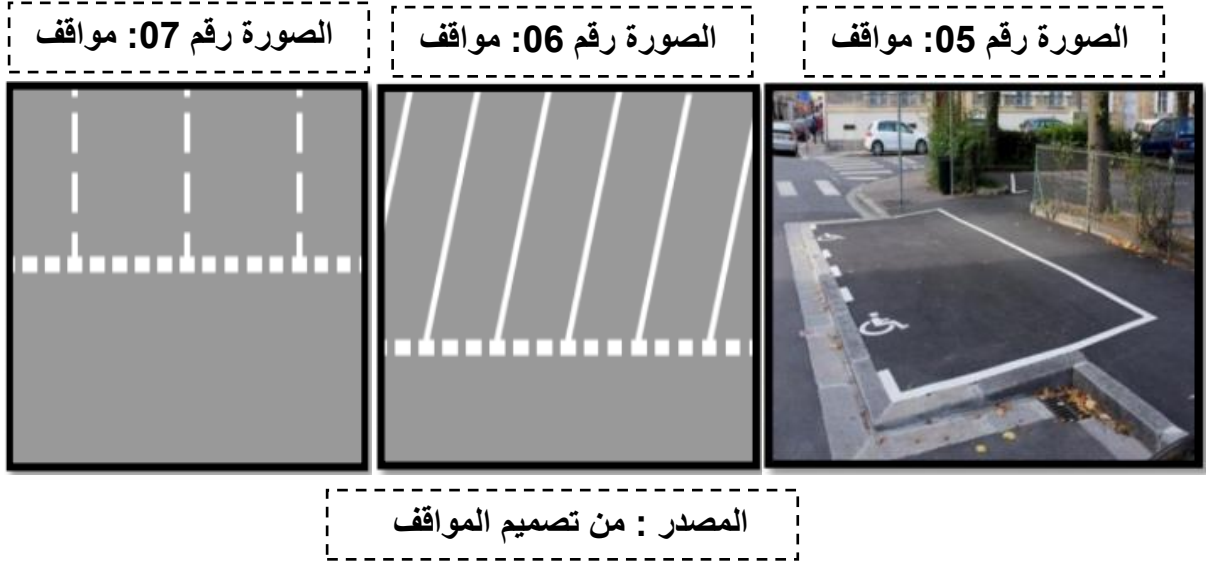 الصورة رقم 05: مواقف
الصورة رقم 06: مواقف
الصورة رقم 07: مواقف
المصدر : من تصميم المواقف